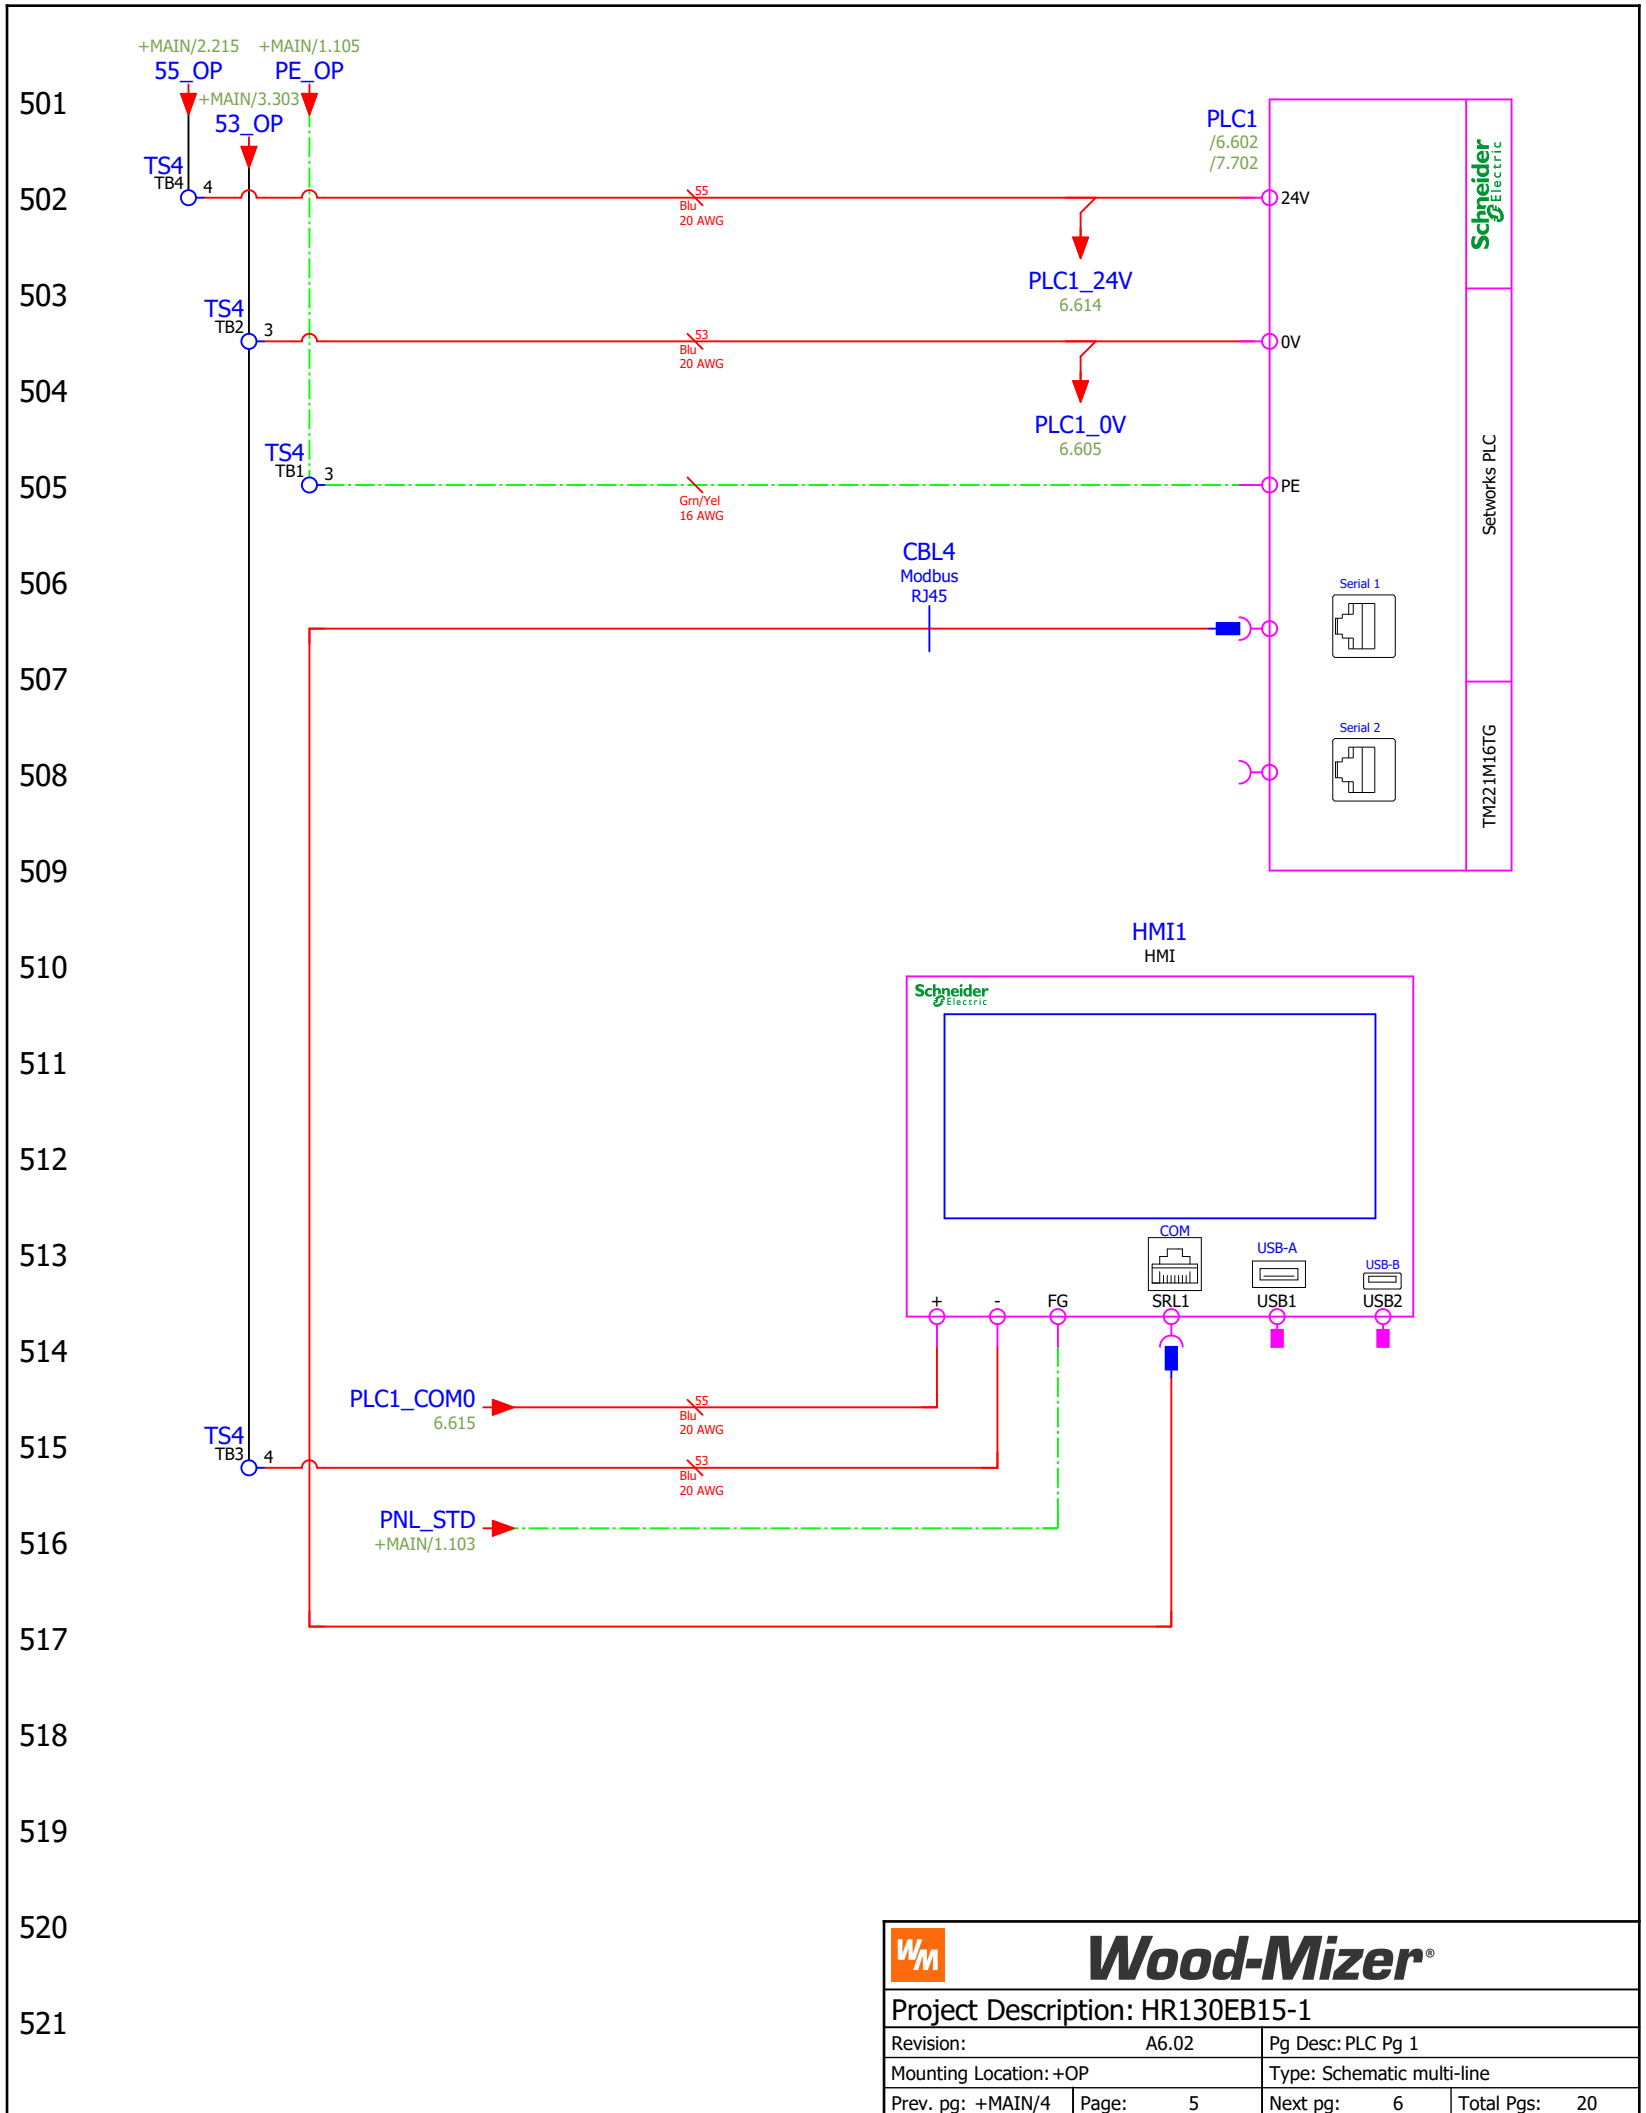 +MAIN/2.215 +MAIN/1.105
55_OP PE_OP
501
+MAIN/3.303
53_OP
PLC1
/6.602
/7.702
Schneider
Electric
TS4
TB4 4
502
55
Blu
20 AWG
24V
PLC1_24V
6.614
503
TS4
TB2 3
53
Blu
20 AWG
0V
504
PLC1_0V
6.605
Setworks PLC
TS4
TB1 3
505
Grn/Yel
16 AWG
PE
CBL4
Modbus
RJ45
506
Serial 1
507
Serial 2
508
TM221M16TG
509
HMI1
HMI
510
Schneider
Electric
511
512
513
COM
USB-A
USB-B
+ - FG SRL1 USB1 USB2
514
PLC1_COM0
6.615
55
Blu
20 AWG
515
TS4
TB3 4
53
Blu
20 AWG
PNL_STD
+MAIN/1.103
516
517
518
519
520
521
WM
Wood-Mizer®
Project Description: HR130EB15-1
Revision: A6.02 Pg Desc: PLC Pg 1
Mounting Location: +OP Type: Schematic multi-line
Prev. pg: +MAIN/4 Page: 5 Next pg: 6 Total Pgs: 20